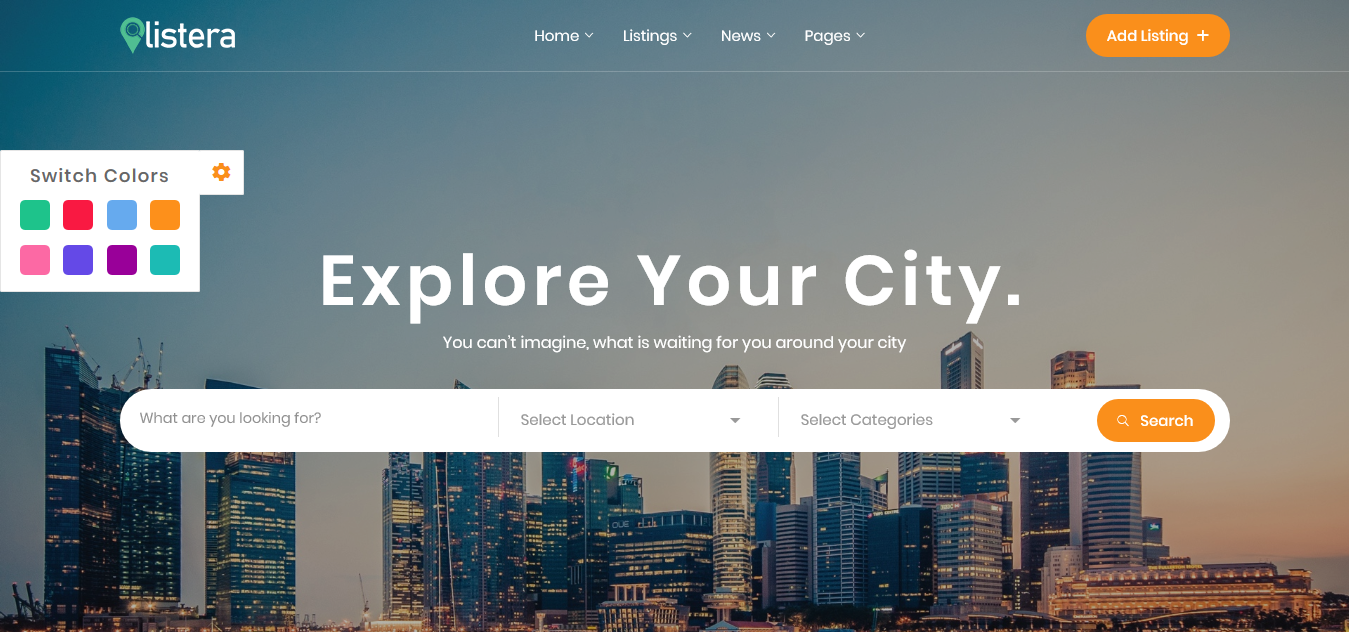 listera
Home Listings News Pages
Add Listing +
Switch Colors
Explore Your City.
You can't imagine, what is waiting for you around your city
What are you looking for? Select Location Select Categories Search
OUE